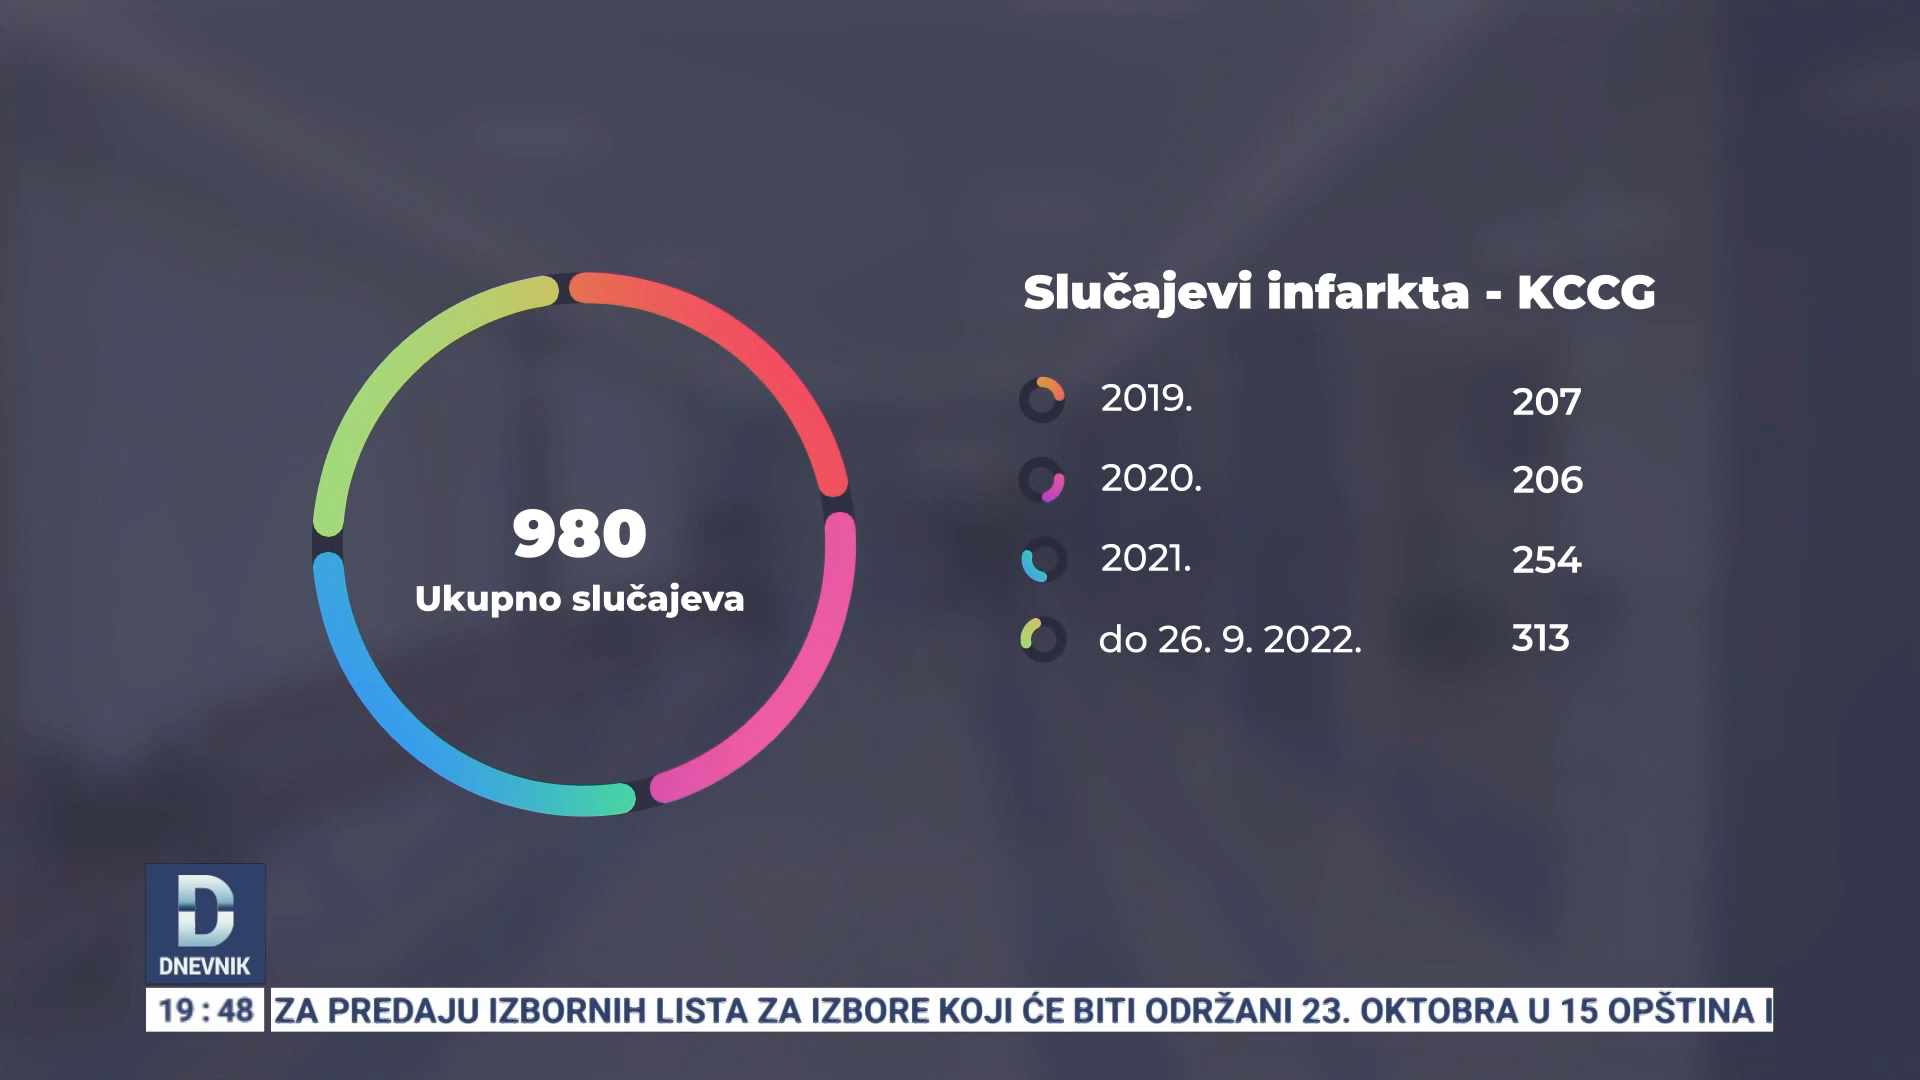 Slučajevi infarkta - KCCG
2019. 207
2020. 206
2021. 254
do 26. 9. 2022. 313
980
Ukupno slučajeva
D
DNEVNIK
19 : 48 ZA PREDAJU IZBORNIH LISTA ZA IZBORE KOJI ĆE BITI ODRŽANI 23. OKTOBRA U 15 OPŠTINA I